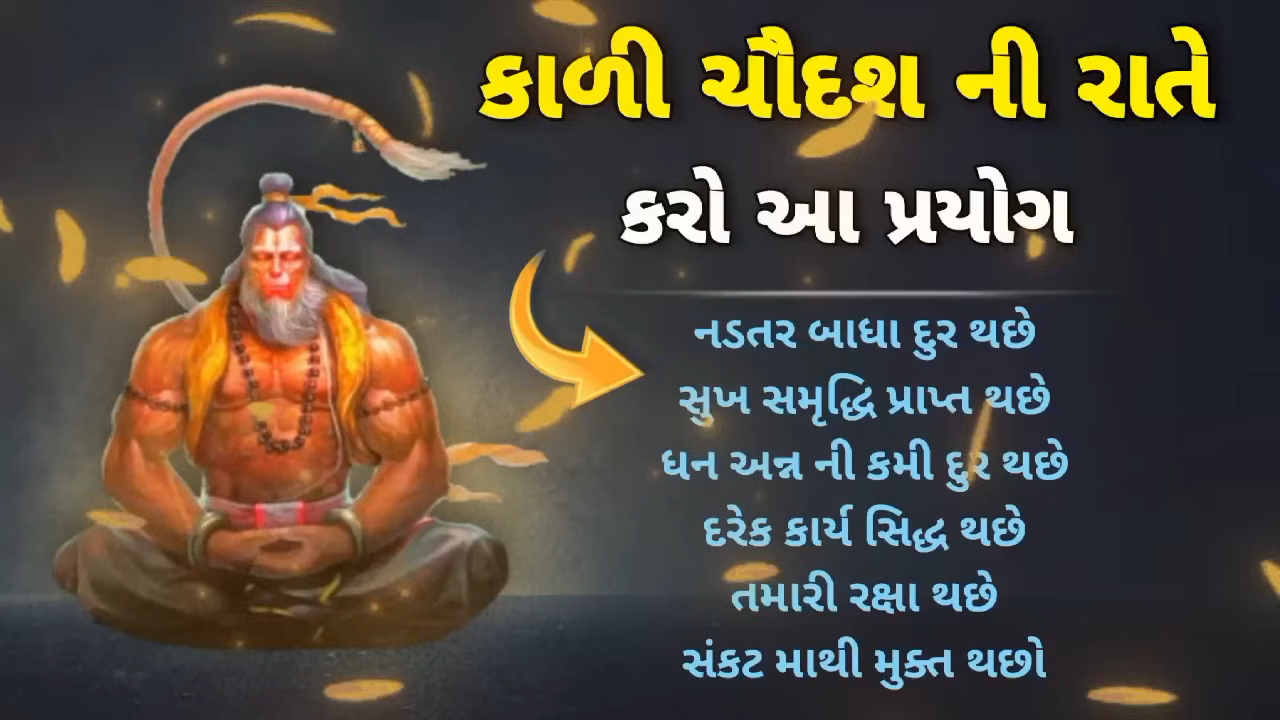 કાળી ચૌદશ ની રાતે
કરો આ પ્રયોગ
નડતર બાધા દુર થછે
સુખ સમૃદ્ધિ પ્રાપ્ત થછે
ધન અન્ન ની કમી દુર થછે
દરેક કાર્ય સિદ્ધ થછે
તમારી રક્ષા થછે
સંકટ માથી મુક્ત થછો